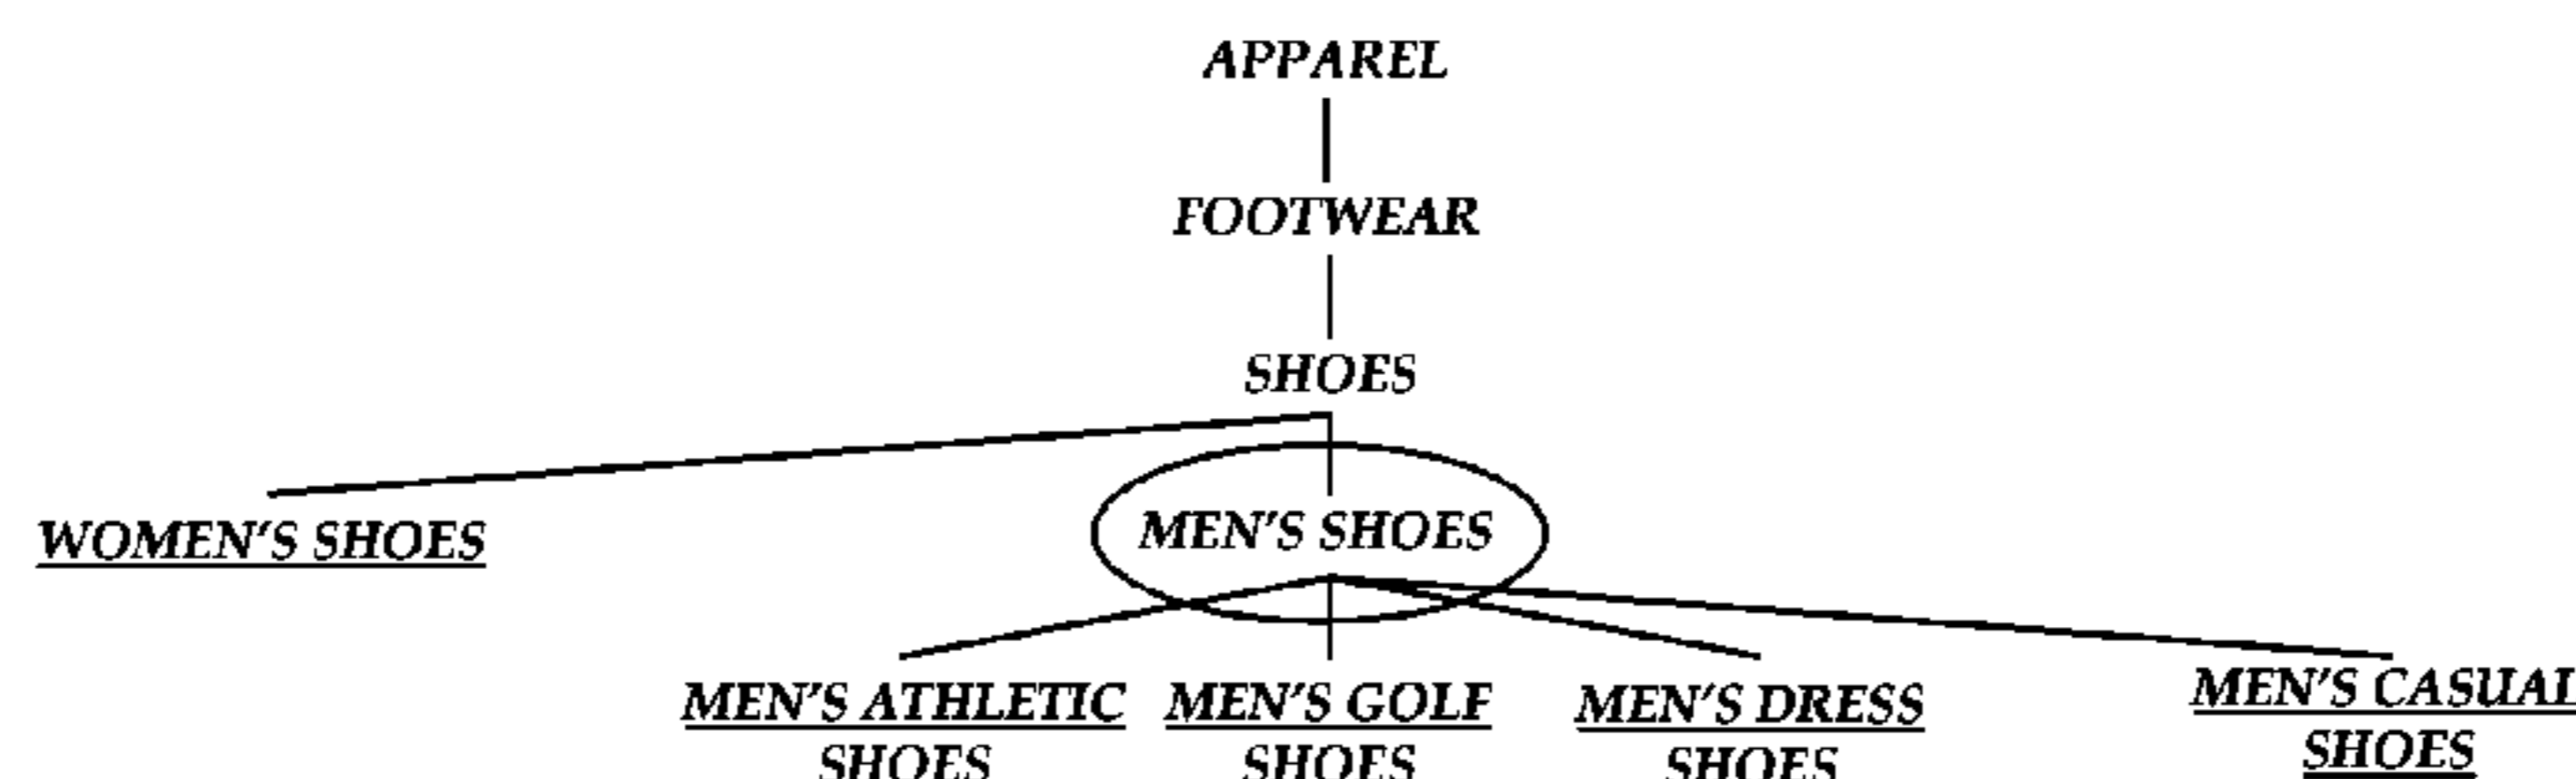 APPAREL
FOOTWEAR
SHOES
WOMEN'S SHOES
MEN'S SHOES
MEN'S ATHLETIC
SHOES
MEN'S GOLF
SHOES
MEN'S DRESS
SHOES
MEN'S CASUAL
SHOES